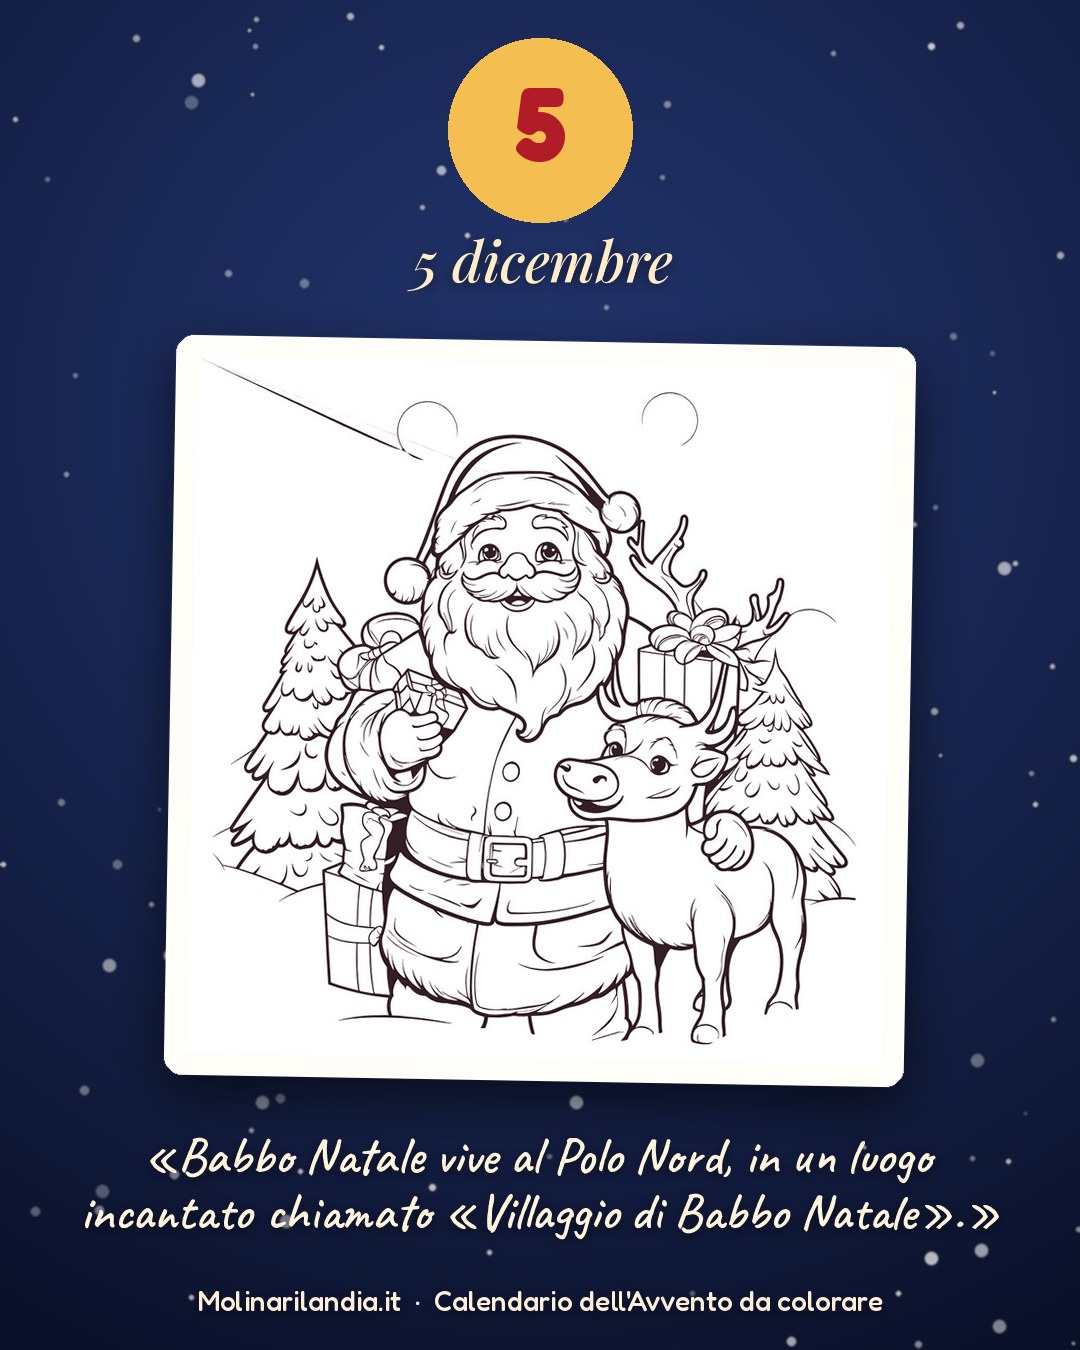 5
5 dicembre
«Babbo Natale vive al Polo Nord, in un luogo
incantato chiamato «Villaggio di Babbo Natale».»
Molinarilandia.it · Calendario dell'Avvento da colorare